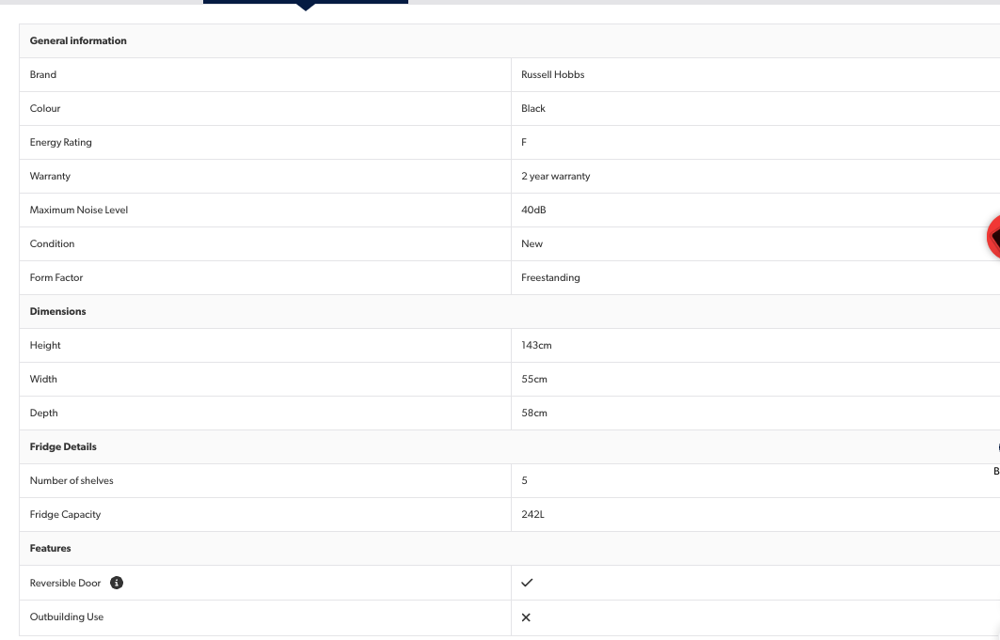 General information
Brand Russell Hobbs
Colour Black
Energy Rating F
Warranty 2 year warranty
Maximum Noise Level 40dB
Condition New
Form Factor Freestanding
Dimensions
Height 143cm
Width 55cm
Depth 58cm
Fridge Details
Number of shelves 5
B
Fridge Capacity 242L
Features
Reversible Door i
Outbuilding Use